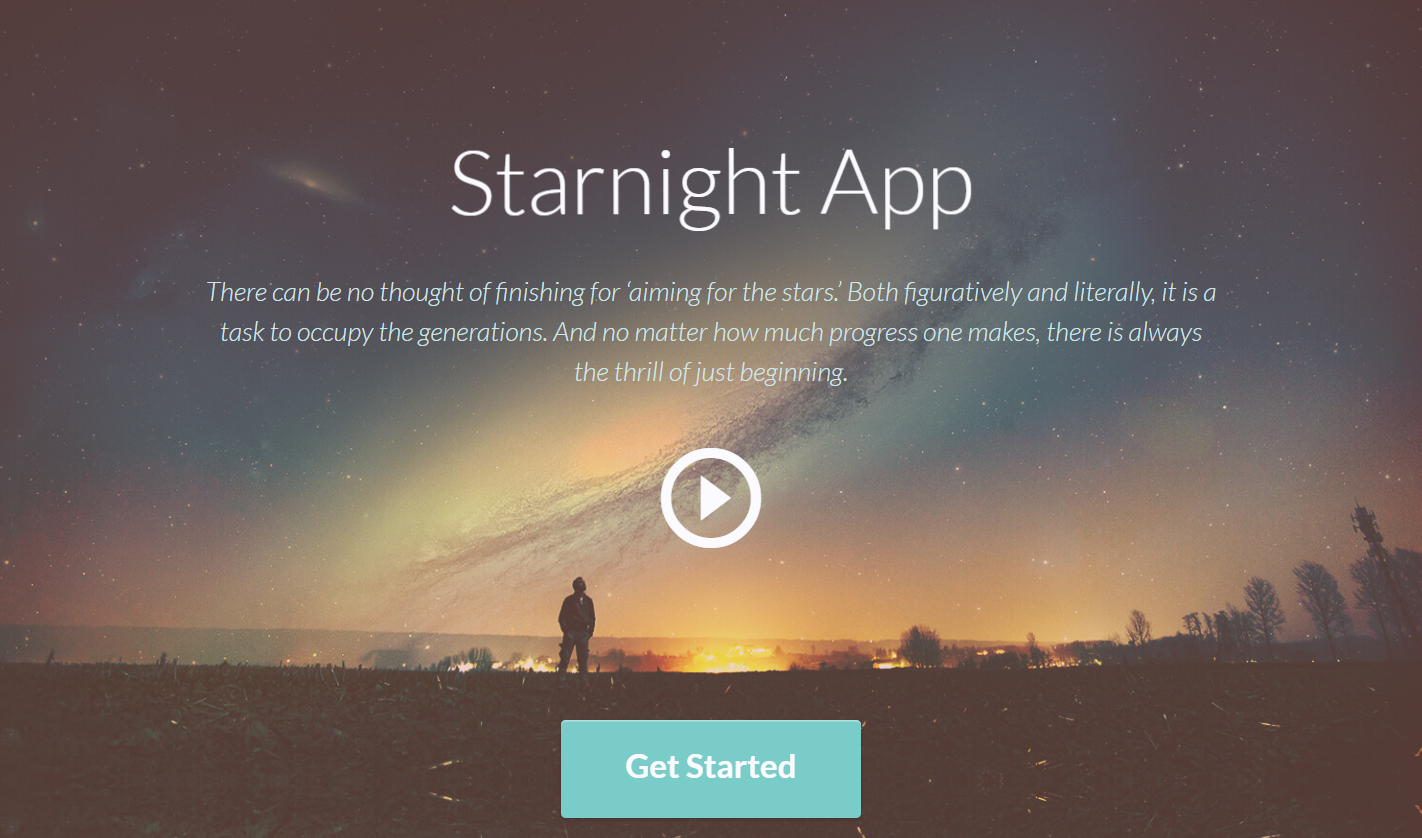 Starnight App
There can be no thought of finishing for ‘aiming for the stars.’ Both figuratively and literally, it is a
task to occupy the generations. And no matter how much progress one makes, there is always
the thrill of just beginning.
Get Started